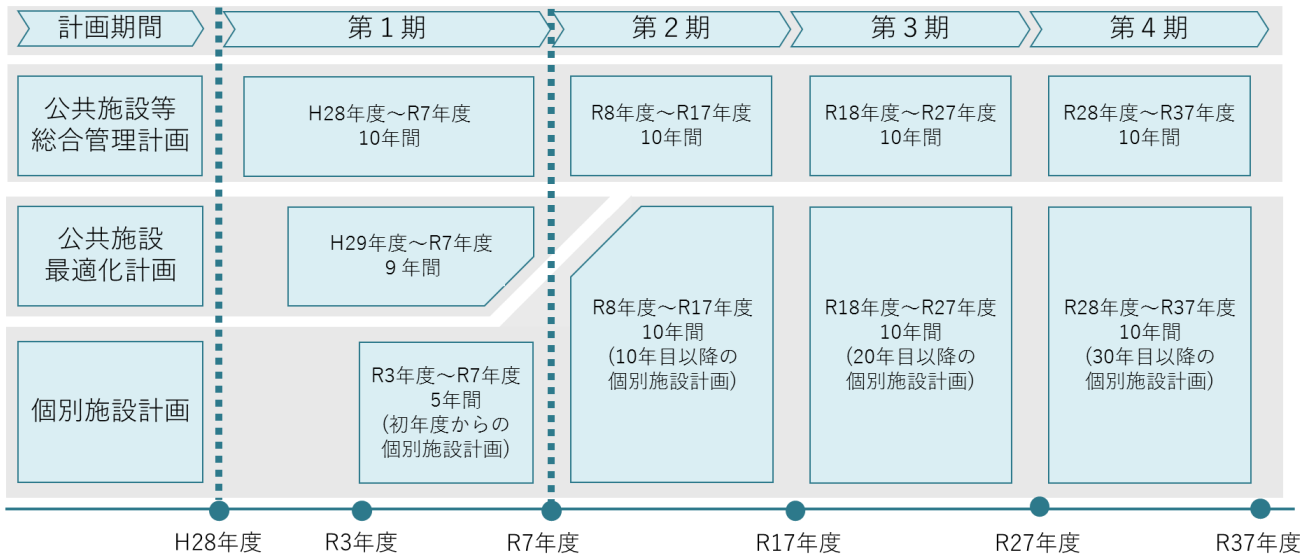 計画期間
第１期
第２期
第３期
第４期
公共施設等
総合管理計画
H28年度～R7年度
10年間
R8年度～R17年度
10年間
R18年度～R27年度
10年間
R28年度～R37年度
10年間
公共施設
最適化計画
H29年度～R7年度
９年間
個別施設計画
R3年度～R7年度
5年間
(初年度からの
個別施設計画)
R8年度～R17年度
10年間
(10年目以降の
個別施設計画)
R18年度～R27年度
10年間
(20年目以降の
個別施設計画)
R28年度～R37年度
10年間
(30年目以降の
個別施設計画)
H28年度
R3年度
R7年度
R17年度
R27年度
R37年度